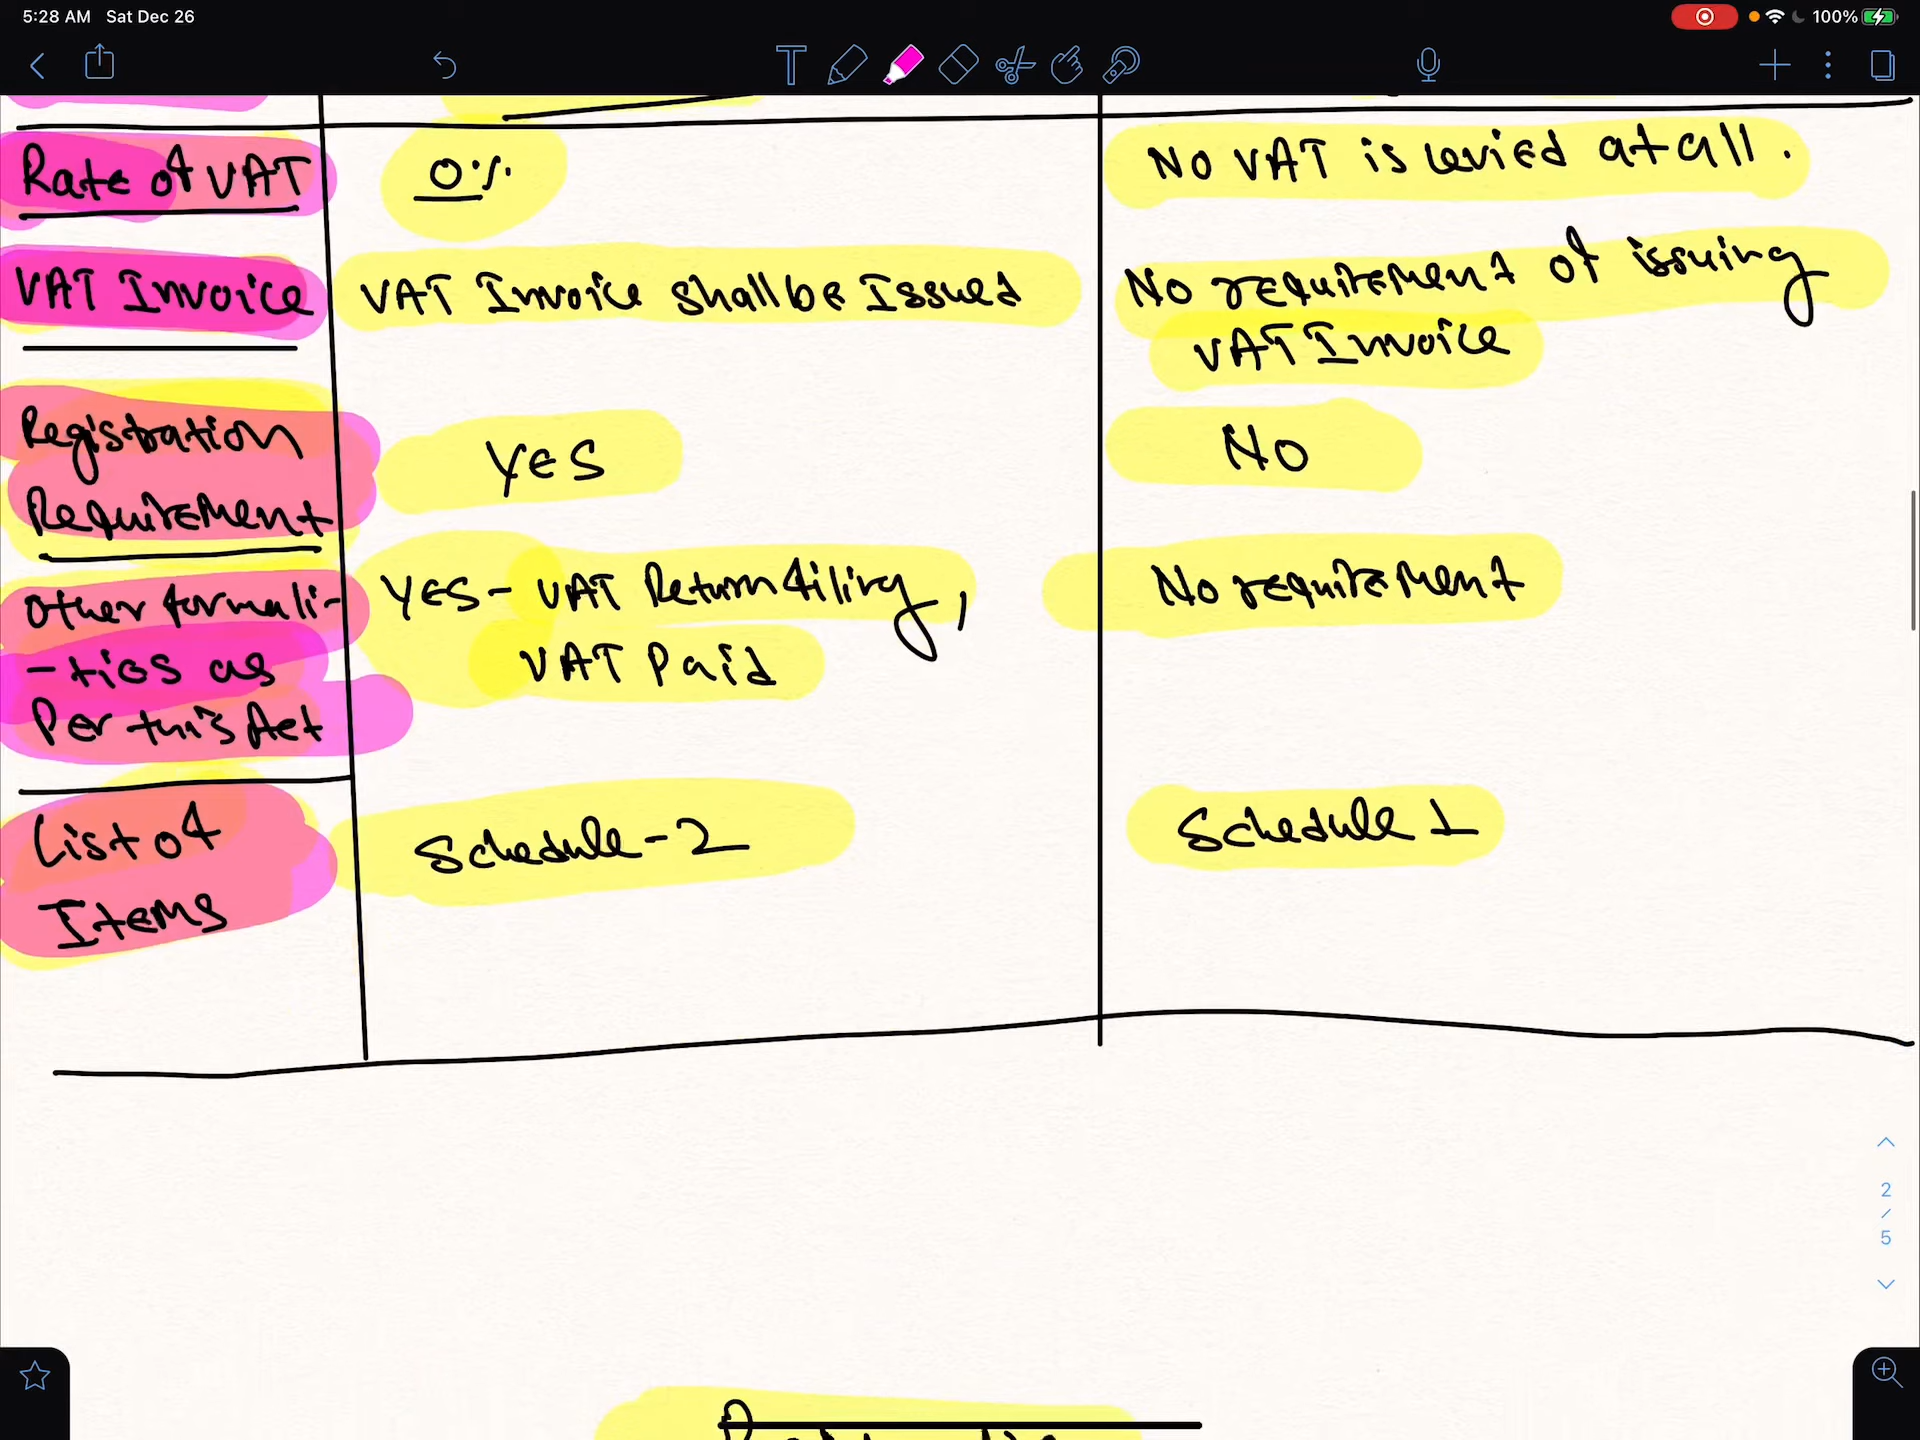 5:28 AM Sat Dec 26
100%
Rate of VAT 0% No VAT is levied at all.
VAT Invoice VAT Invoice shall be Issued No requirement of issuing
VAT Invoice
Registration
Requirement YES No
Other formali-
-ties as
Per this Act
YES - VAT Return filing,
VAT Paid
No requirement
List of
Items
Schedule-2 Schedule 1
2
/
5